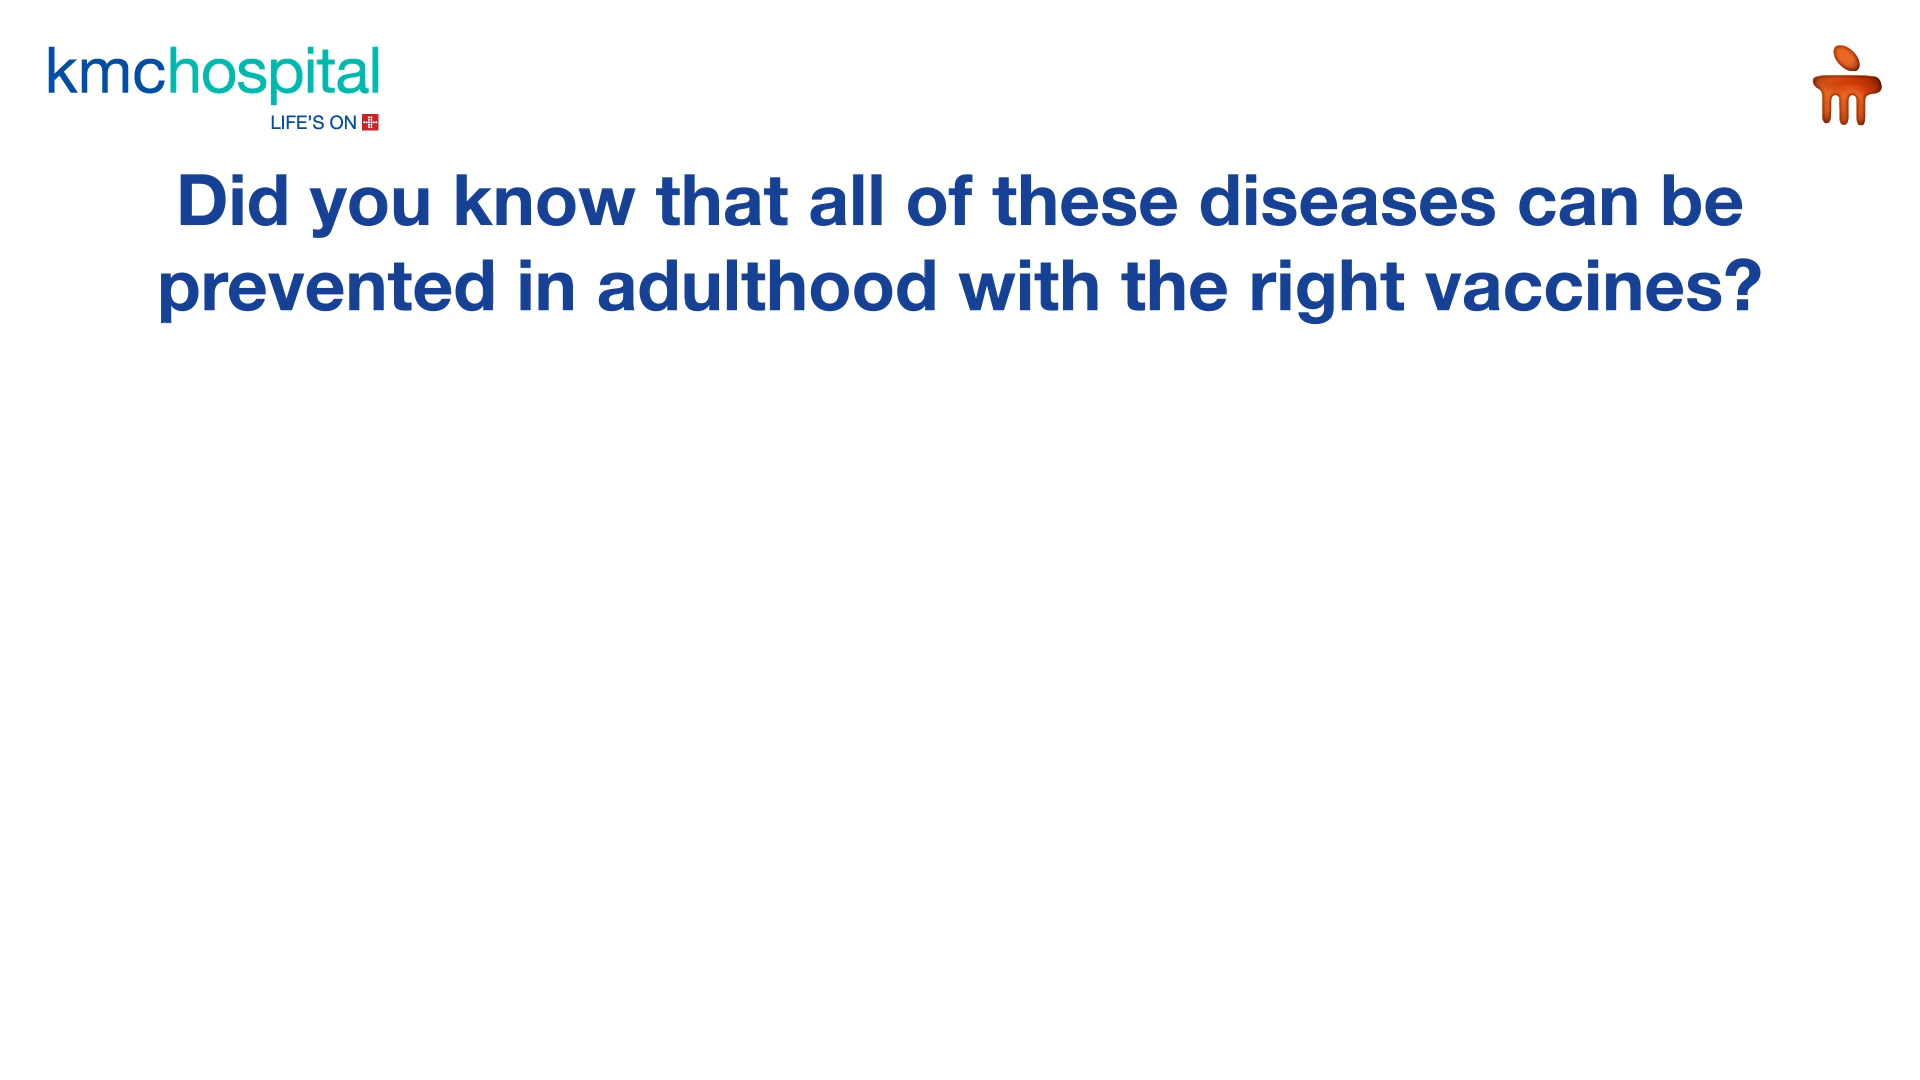 kmchospital
LIFE'S ON
Did you know that all of these diseases can be
prevented in adulthood with the right vaccines?